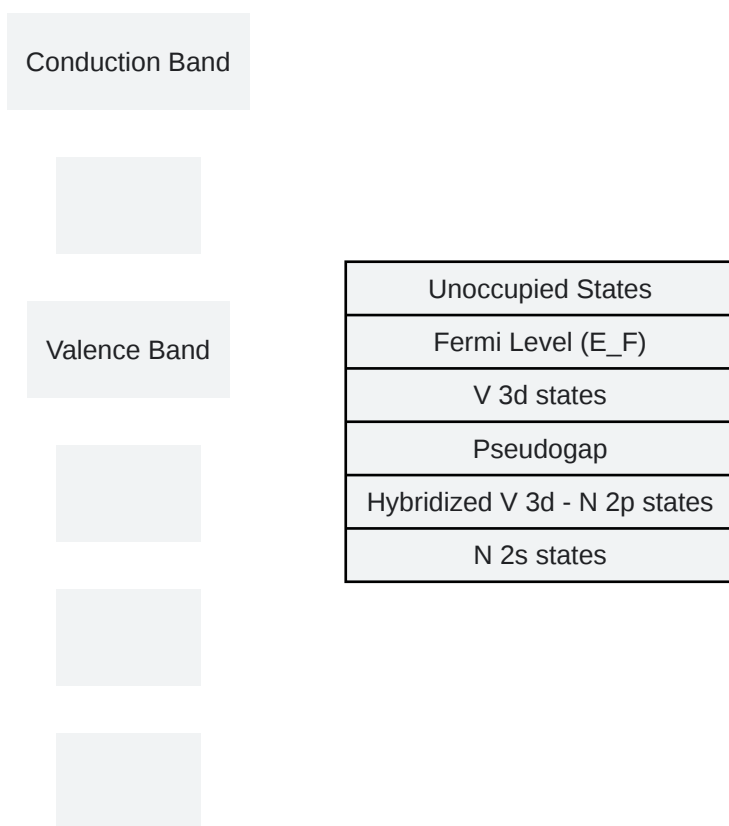 Conduction Band
Valence Band
Unoccupied States
Fermi Level (E_F)
V 3d states
Pseudogap
Hybridized V 3d - N 2p states
N 2s states